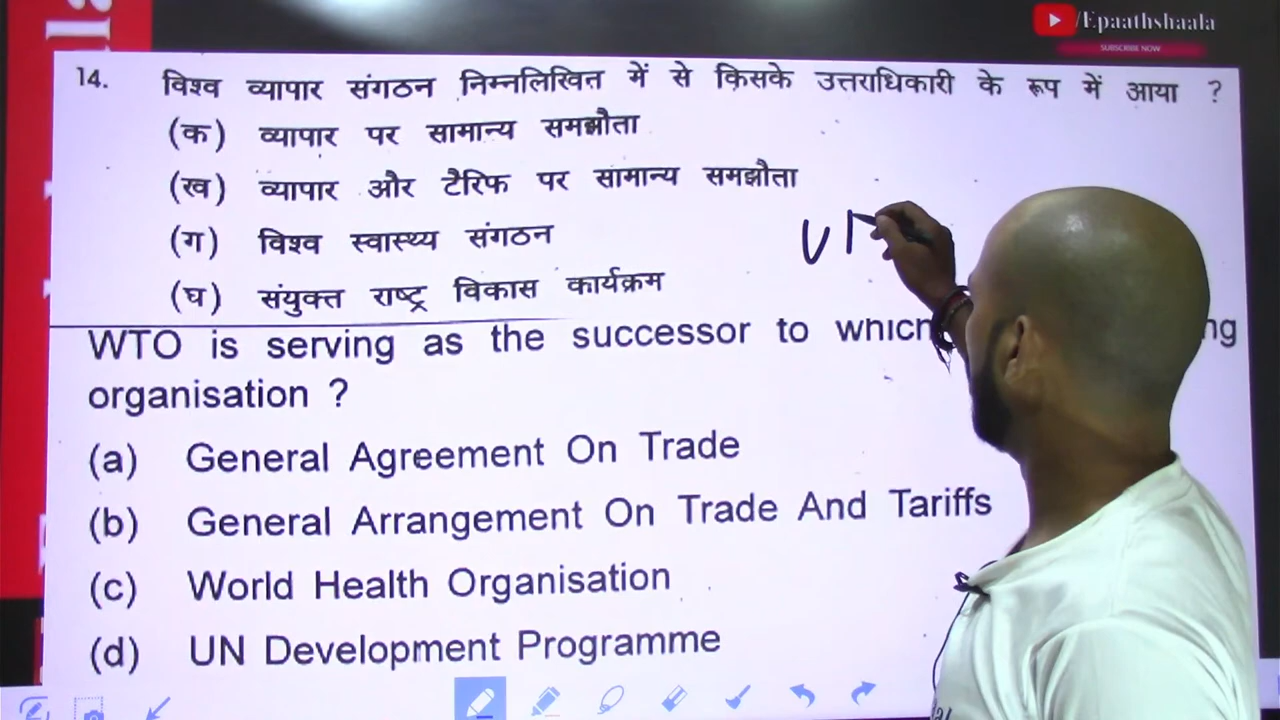 /Epaathshaala
SUBSCRIBE NOW
14. विश्व व्यापार संगठन निम्नलिखित में से किसके उत्तराधिकारी के रूप में आया ?
(क) व्यापार पर सामान्य समझौता
(ख) व्यापार और टैरिफ पर सामान्य समझौता
(ग) विश्व स्वास्थ्य संगठन
(घ) संयुक्त राष्ट्र विकास कार्यक्रम
WTO is serving as the successor to which
organisation ?
(a) General Agreement On Trade
(b) General Arrangement On Trade And Tariffs
(c) World Health Organisation
(d) UN Development Programme